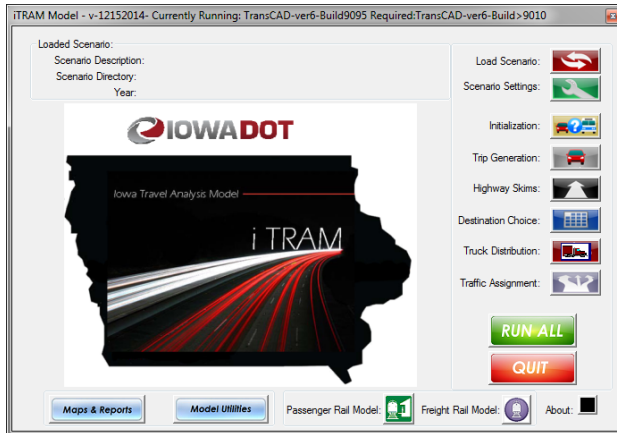 iTRAM Model - v-12152014- Currently Running: TransCAD-ver6-Build9095 Required:TransCAD-ver6-Build>9010
Loaded Scenario:
Scenario Description:
Scenario Directory:
Year:
IOWADOT
Iowa Travel Analysis Model
i TRAM
Load Scenario:
Scenario Settings:
Initialization:
Trip Generation:
Highway Skims:
Destination Choice:
Truck Distribution:
Traffic Assignment:
RUN ALL
QUIT
Maps & Reports
Model Utilities
Passenger Rail Model:
Freight Rail Model:
About: